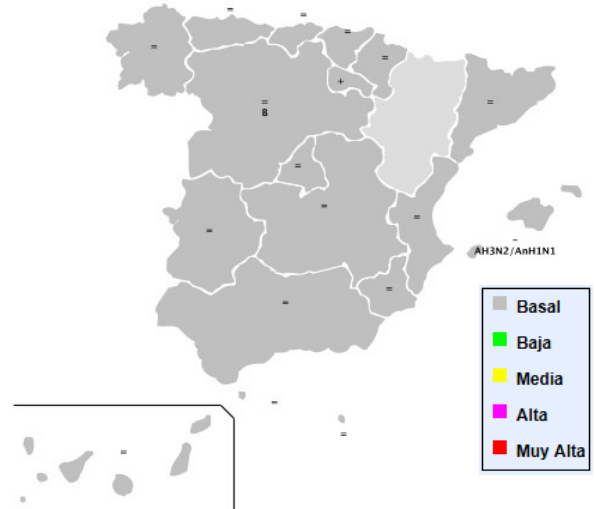 =
=
=
=
=
+
=
B
=
=
=
=
=
–
AH3N2/AnH1N1
=
=
=
=
=
Basal
Baja
Media
Alta
Muy Alta